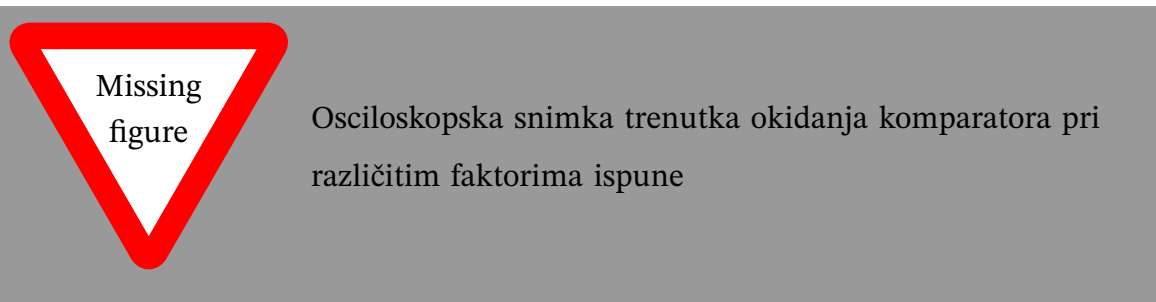 Missing
figure
Osciloskopska snimka trenutka okidanja komparatora pri
različitim faktorima ispune